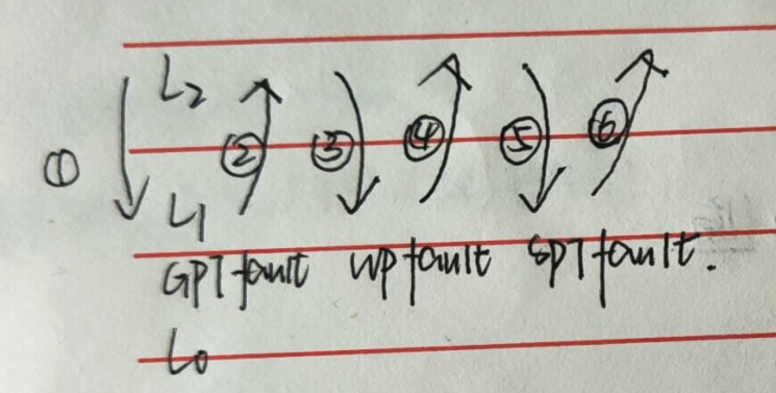 L2
① ② ③ ④ ⑤ ⑥
L1
GPT fault WP fault SPT fault.
L0